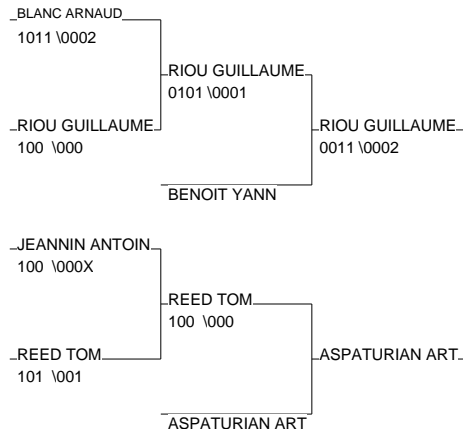 BLANC ARNAUD
1011 \0002
RIOU GUILLAUME
0101 \0001
RIOU GUILLAUME
100 \000
RIOU GUILLAUME
0011 \0002
BENOIT YANN
JEANNIN ANTOIN
100 \000X
REED TOM
100 \000
REED TOM
101 \001
ASPATURIAN ART
ASPATURIAN ART